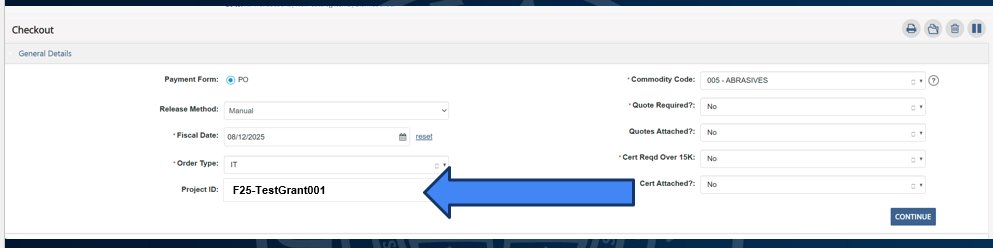 Checkout
General Details
Payment Form: PO
Release Method: Manual
* Fiscal Date: 08/12/2025 reset
* Order Type: IT
Project ID: F25-TestGrant001
* Commodity Code: 005 - ABRASIVES ?
* Quote Required?: No
Quotes Attached?: No
* Cert Reqd Over 15K: No
Cert Attached?: No
CONTINUE